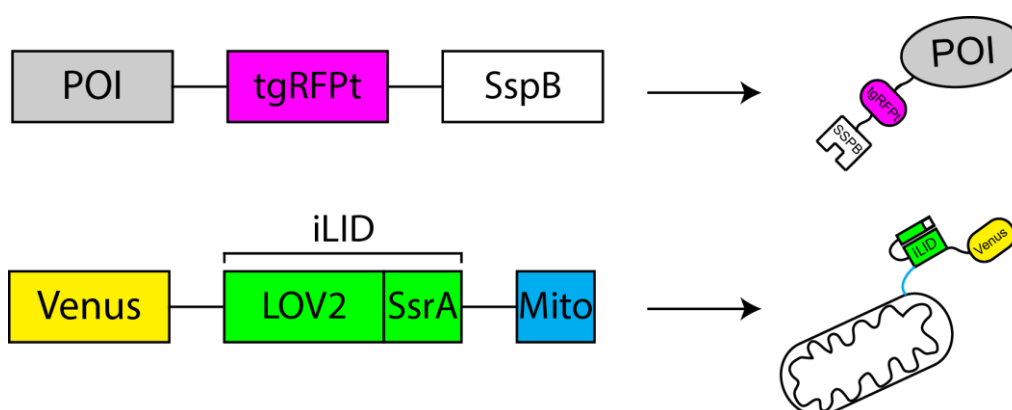 POI tgRFPt SspB
POI
tgRFPt
SSPB
iLID
Venus LOV2 SsrA Mito
iLID
Venus